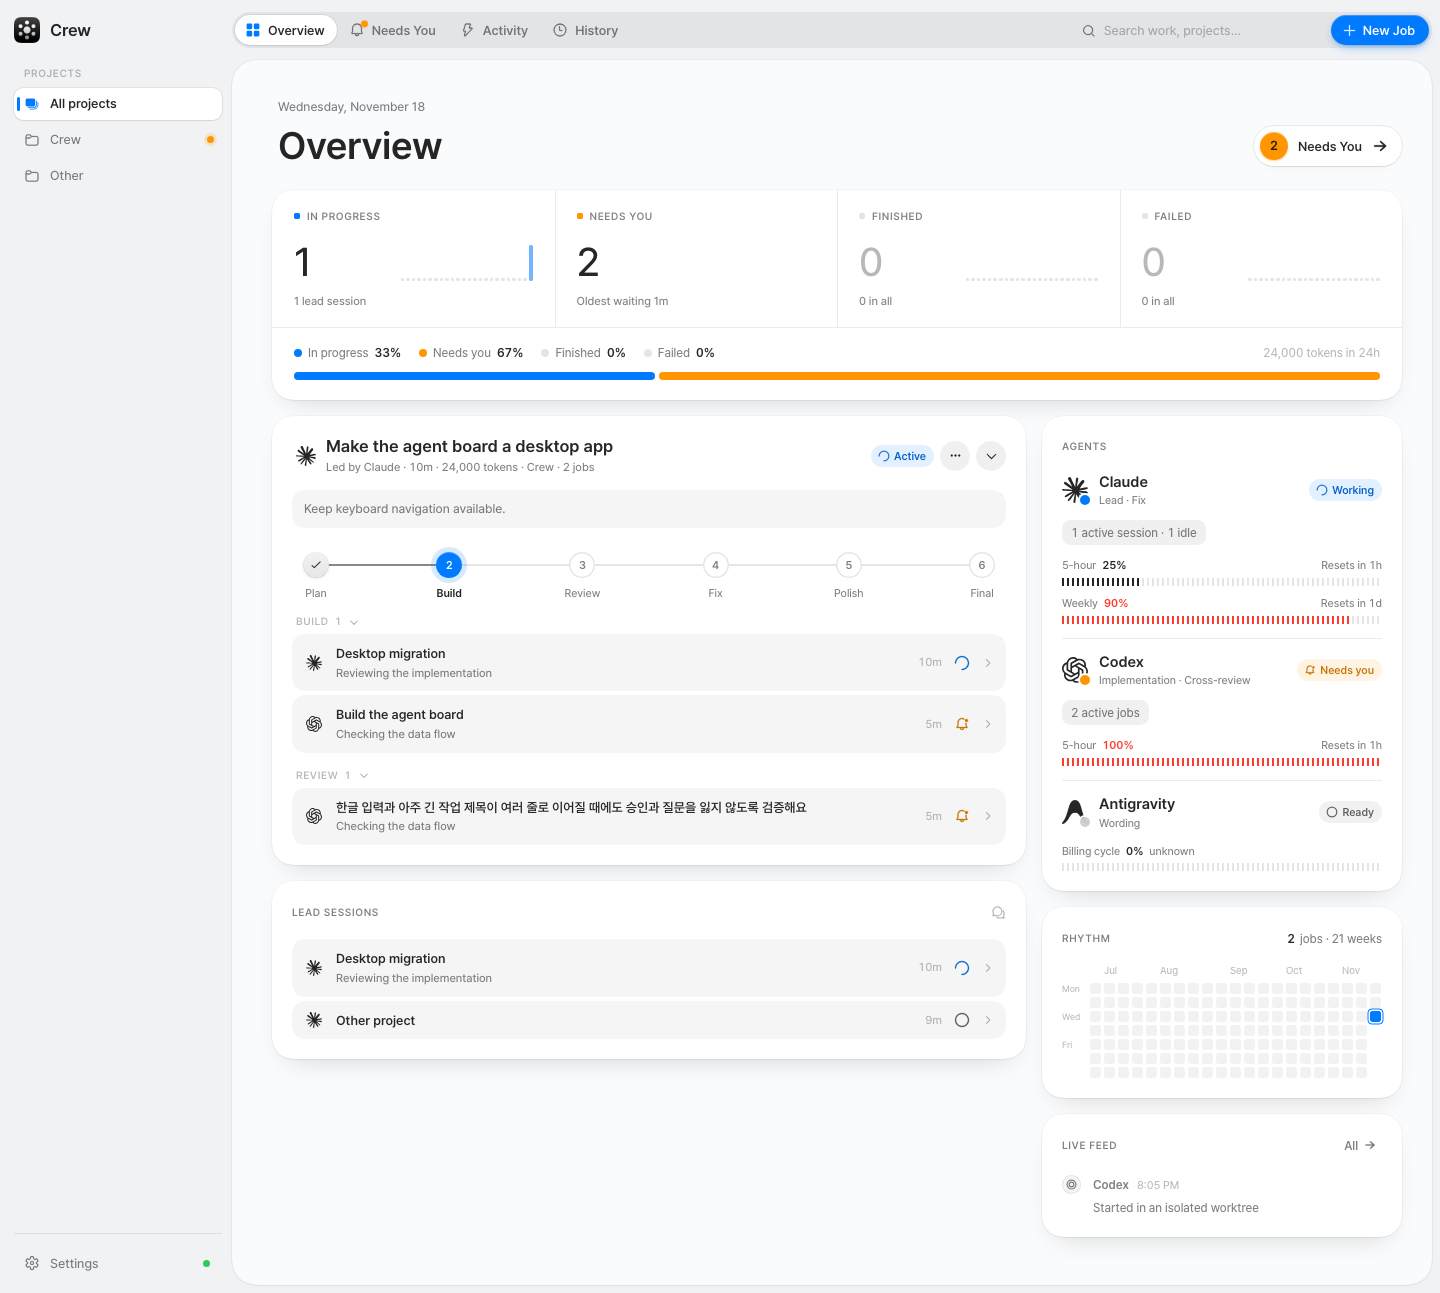 Crew
Overview
Needs You
Activity
History
Search work, projects...
New Job
PROJECTS
All projects
Crew
Other
Settings
Wednesday, November 18
Overview
2 Needs You
IN PROGRESS
1
1 lead session
NEEDS YOU
2
Oldest waiting 1m
FINISHED
0
0 in all
FAILED
0
0 in all
In progress 33%
Needs you 67%
Finished 0%
Failed 0%
24,000 tokens in 24h
Make the agent board a desktop app
Led by Claude · 10m · 24,000 tokens · Crew · 2 jobs
Active
Keep keyboard navigation available.
2 3 4 5 6
Plan Build Review Fix Polish Final
BUILD 1
Desktop migration
Reviewing the implementation
10m
Build the agent board
Checking the data flow
5m
REVIEW 1
한글 입력과 아주 긴 작업 제목이 여러 줄로 이어질 때에도 승인과 질문을 잃지 않도록 검증해요
Checking the data flow
5m
LEAD SESSIONS
Desktop migration
Reviewing the implementation
10m
Other project
9m
AGENTS
Claude
Lead · Fix
Working
1 active session · 1 idle
5-hour 25% Resets in 1h
Weekly 90% Resets in 1d
Codex
Implementation · Cross-review
Needs you
2 active jobs
5-hour 100% Resets in 1h
Antigravity
Wording
Ready
Billing cycle 0% unknown
RHYTHM
2 jobs · 21 weeks
Jul Aug Sep Oct Nov
Mon
Wed
Fri
LIVE FEED
All
Codex 8:05 PM
Started in an isolated worktree